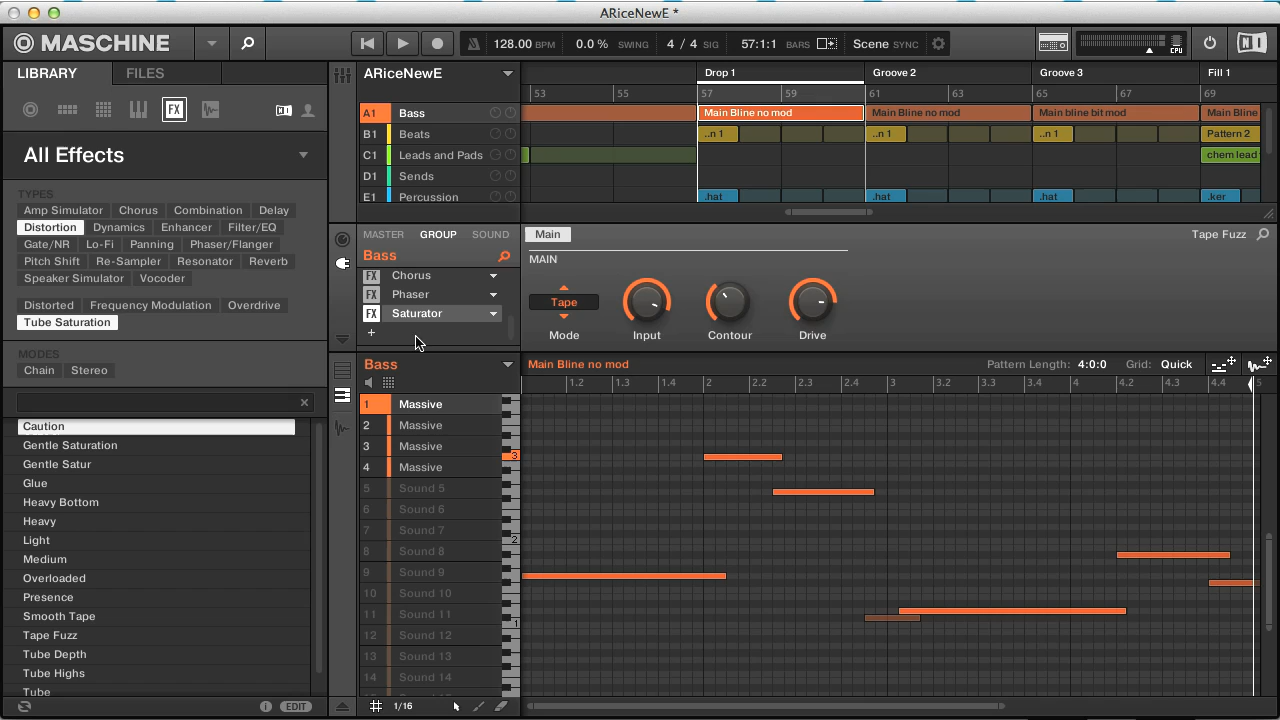 ARiceNewE *
MASCHINE
128.00 BPM 0.0 % SWING 4 / 4 SIG 57:1:1 BARS Scene SYNC CPU
LIBRARY FILES
All Effects
TYPES
Amp Simulator Chorus Combination Delay
Distortion Dynamics Enhancer Filter/EQ
Gate/NR Lo-Fi Panning Phaser/Flanger
Pitch Shift Re-Sampler Resonator Reverb
Speaker Simulator Vocoder
Distorted Frequency Modulation Overdrive
Tube Saturation
MODES
Chain Stereo
Caution
Gentle Saturation
Gentle Satur
Glue
Heavy Bottom
Heavy
Light
Medium
Overloaded
Presence
Smooth Tape
Tape Fuzz
Tube Depth
Tube Highs
Tube
EDIT
ARiceNewE
Drop 1 Groove 2 Groove 3 Fill 1
53 55 57 59 61 63 65 67 69
A1 Bass Main Bline no mod Main Bline no mod Main bline bit mod Main Bline
B1 Beats ..n 1 ..n 1 ..n 1 Pattern 2
C1 Leads and Pads chem lead
D1 Sends
E1 Percussion .hat .hat .hat .ker
MASTER GROUP SOUND
Bass
FX Chorus
FX Phaser
FX Saturator
+
Main Tape Fuzz
MAIN
Tape
Mode Input Contour Drive
Bass
Main Bline no mod Pattern Length: 4:0:0 Grid: Quick
1.2 1.3 1.4 2 2.2 2.3 2.4 3 3.2 3.3 3.4 4 4.2 4.3 4.4 5
1 Massive
2 Massive
3 Massive
4 Massive
5 Sound 5
6 Sound 6
7 Sound 7
8 Sound 8
9 Sound 9
10 Sound 10
11 Sound 11
12 Sound 12
13 Sound 13
14 Sound 14
3
2
1
1/16